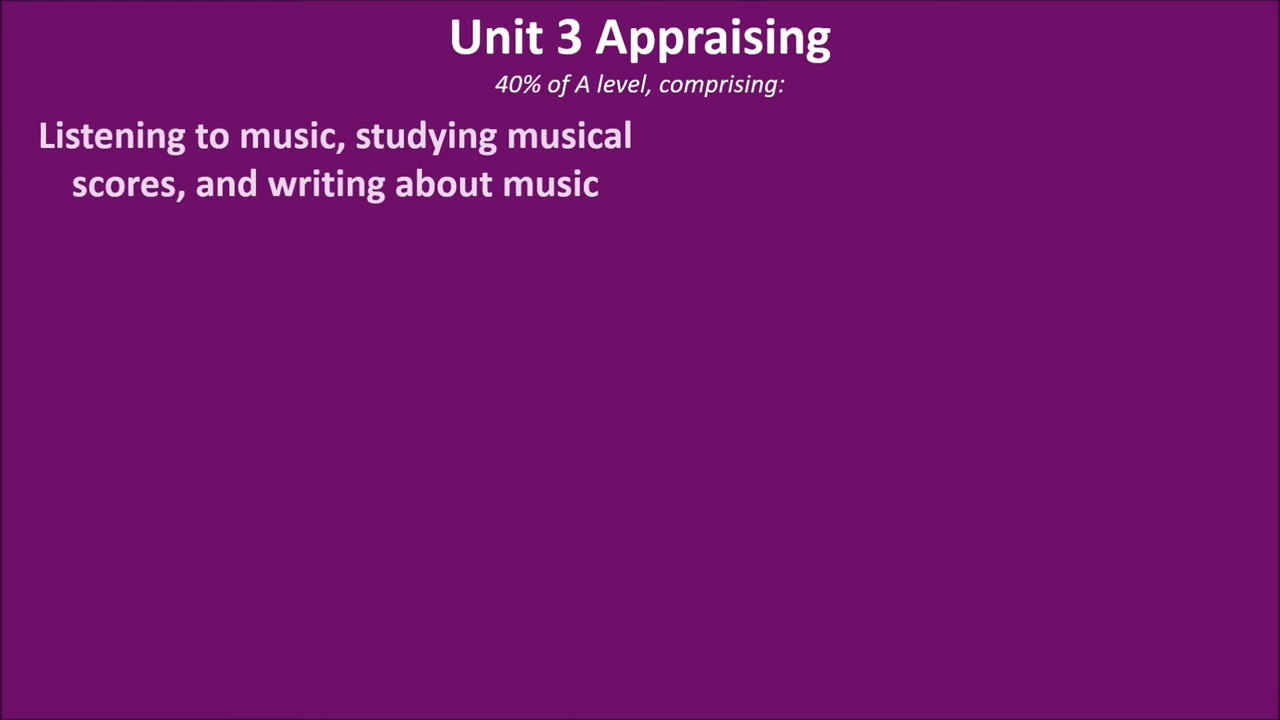 Unit 3 Appraising
40% of A level, comprising:
Listening to music, studying musical
scores, and writing about music